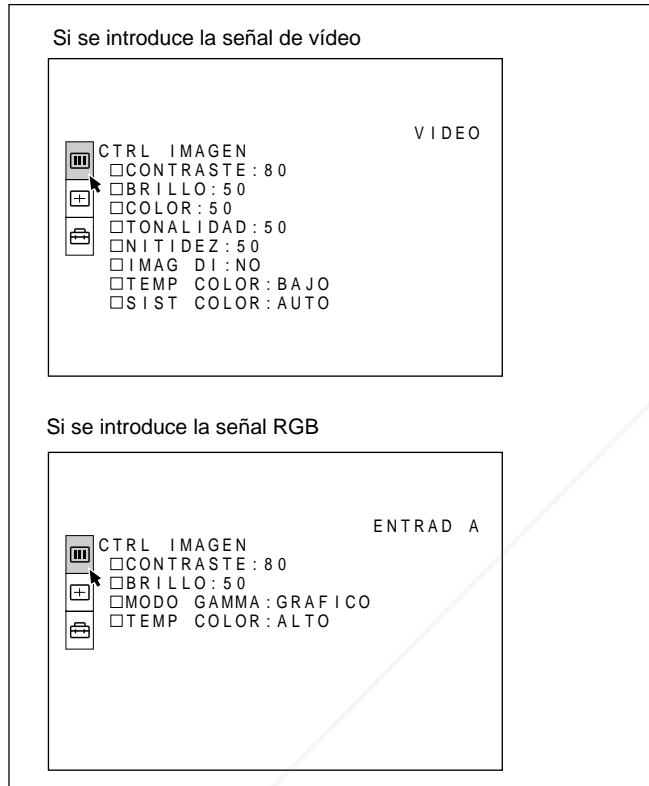 Si se introduce la señal de vídeo
VIDEO
CTRL IMAGEN
□CONTRASTE:80
□BRILLO:50
□COLOR:50
□TONALIDAD:50
□NITIDEZ:50
□IMAG DI:NO
□TEMP COLOR:BAJO
□SIST COLOR:AUTO
Si se introduce la señal RGB
ENTRAD A
CTRL IMAGEN
□CONTRASTE:80
□BRILLO:50
□MODO GAMMA:GRAFICO
□TEMP COLOR:ALTO